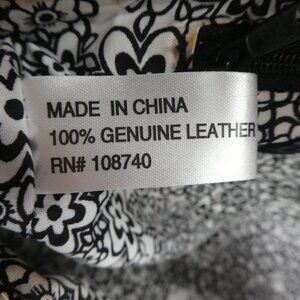 MADE IN CHINA
100% GENUINE LEATHER
RN# 108740